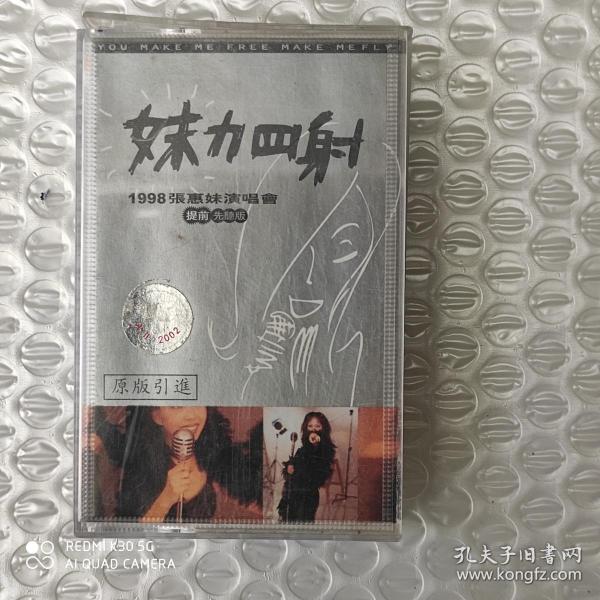 YOU MAKE ME FREE MAKE ME FLY
妹力四射
1998張惠妹演唱會
提前 先聽版
2002
原版引進
REDMI K30 5G
AI QUAD CAMERA
孔夫子旧书网
www.kongfz.com